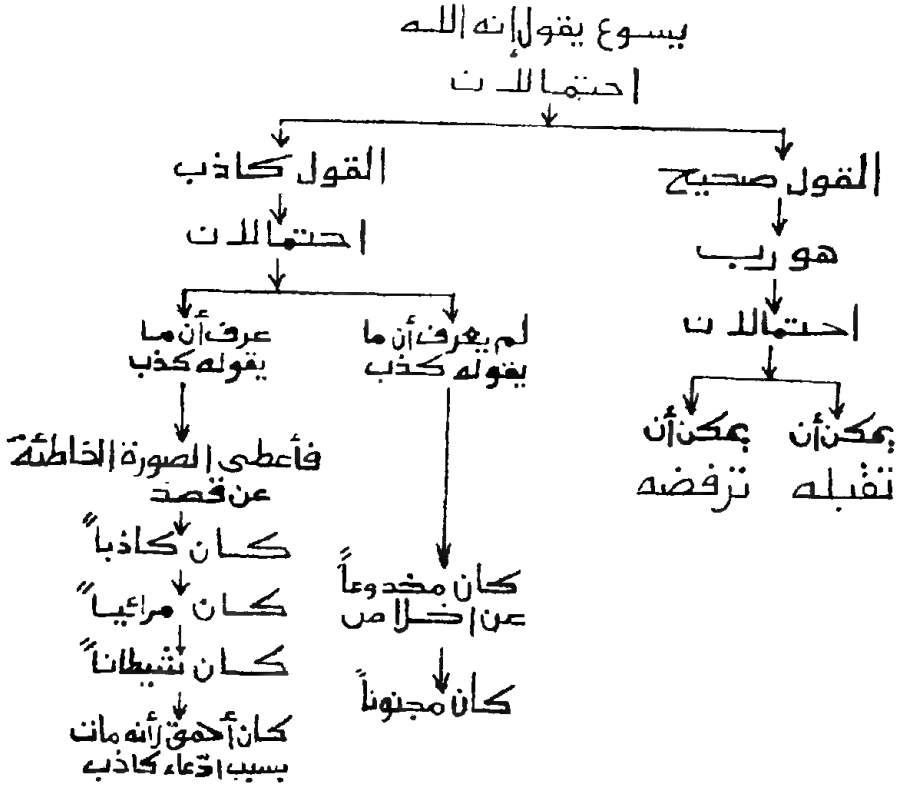 يسوع يقول إنه الله
احتمالان
القول صحيح
هو رب
احتمالان
يمكن أن
تقبله
يمكن أن
ترفضه
القول كاذب
احتمالان
لم يعرف أن ما
يقوله كذب
كان مخدوعاً
عن إخلاص
كان مجنوناً
عرف أن ما
يقوله كذب
فأعطى الصورة الخاطئة
عن قصد
كان كاذباً
كان مرائياً
كان شيطاناً
كان أحمق لأنه مات
بسبب ادّعاء كاذب